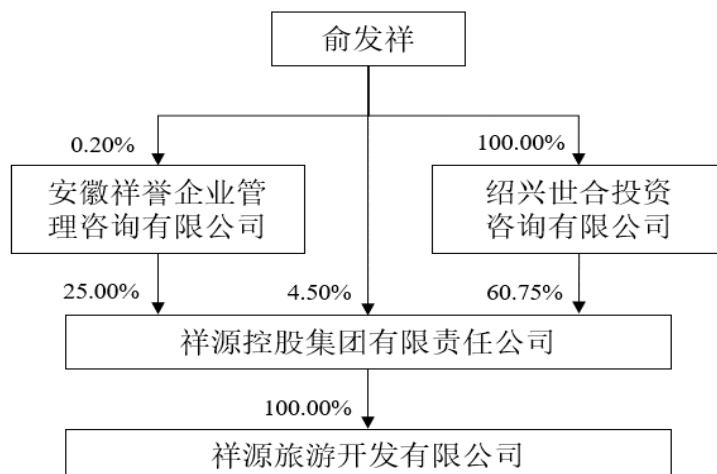 俞发祥
0.20%
100.00%
安徽祥誉企业管
理咨询有限公司
绍兴世合投资
咨询有限公司
25.00%
4.50%
60.75%
祥源控股集团有限责任公司
100.00%
祥源旅游开发有限公司